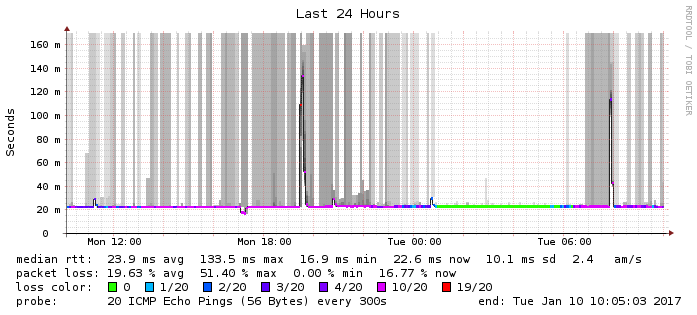 Last 24 Hours
RRDTOOL / TOBI OETIKER
Seconds
160 m
140 m
120 m
100 m
80 m
60 m
40 m
20 m
0
Mon 12:00 Mon 18:00 Tue 00:00 Tue 06:00
median rtt: 23.9 ms avg 133.5 ms max 16.9 ms min 22.6 ms now 10.1 ms sd 2.4 am/s
packet loss: 19.63 % avg 51.40 % max 0.00 % min 16.77 % now
loss color: 0 1/20 2/20 3/20 4/20 10/20 19/20
probe: 20 ICMP Echo Pings (56 Bytes) every 300s end: Tue Jan 10 10:05:03 2017